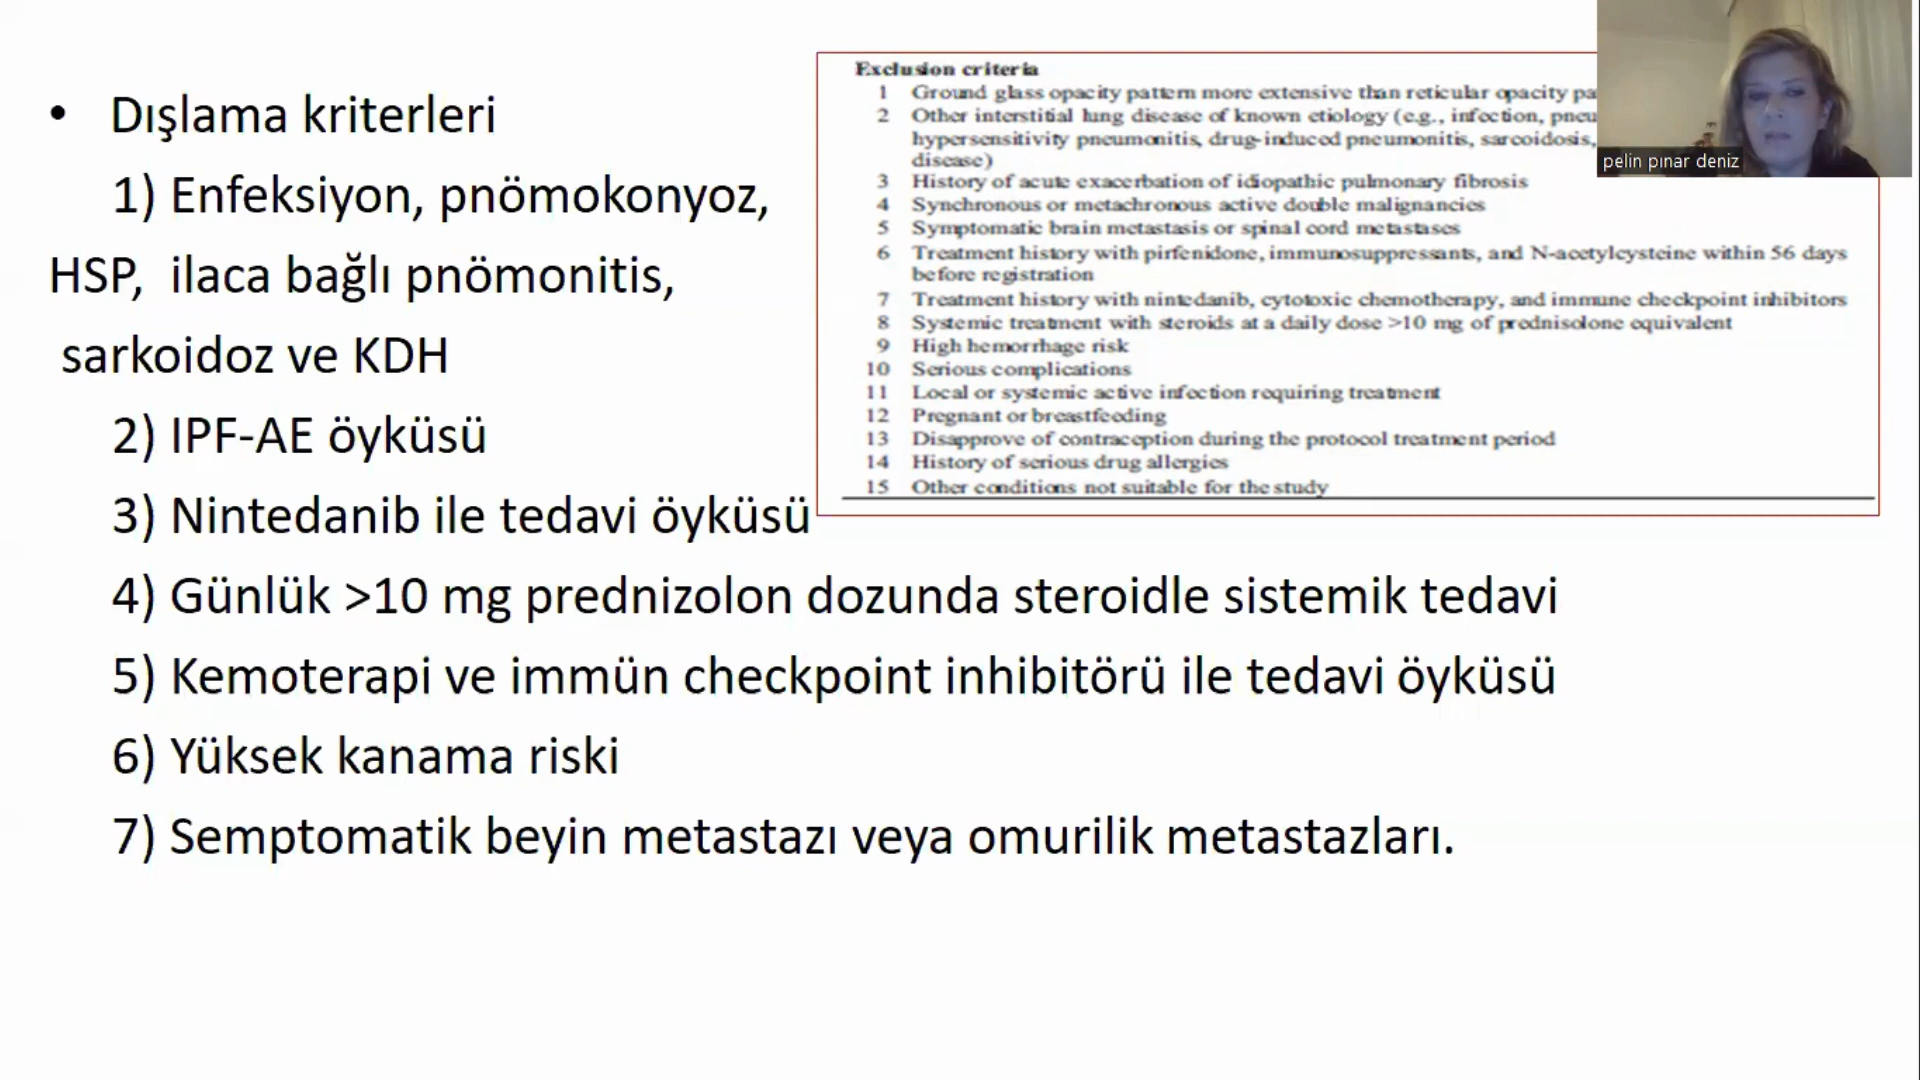 • Dışlama kriterleri
1) Enfeksiyon, pnömokonyoz,
HSP, ilaca bağlı pnömonitis,
sarkoidoz ve KDH
2) IPF-AE öyküsü
3) Nintedanib ile tedavi öyküsü
4) Günlük >10 mg prednizolon dozunda steroidle sistemik tedavi
5) Kemoterapi ve immün checkpoint inhibitörü ile tedavi öyküsü
6) Yüksek kanama riski
7) Semptomatik beyin metastazı veya omurilik metastazları.
Exclusion criteria
1 Ground glass opacity pattern more extensive than reticular opacity
2 Other interstitial lung disease of known etiology (e.g., infection,
hypersensitivity pneumonitis, drug-induced pneumonitis, sarcoidosis,
disease)
3 History of acute exacerbation of idiopathic pulmonary fibrosis
4 Synchronous or metachronous active double malignancies
5 Symptomatic brain metastasis or spinal cord metastases
6 Treatment history with pirfenidone, immunosuppressants, and N-acetylcysteine within 56 days
before registration
7 Treatment history with nintedanib, cytotoxic chemotherapy, and immune checkpoint inhibitors
8 Systemic treatment with steroids at a daily dose >10 mg of prednisolone equivalent
9 High hemorrhage risk
10 Serious complications
11 Local or systemic active infection requiring treatment
12 Pregnant or breastfeeding
13 Disapprove of contraception during the protocol treatment period
14 History of serious drug allergies
15 Other conditions not suitable for the study
pelin pınar deniz